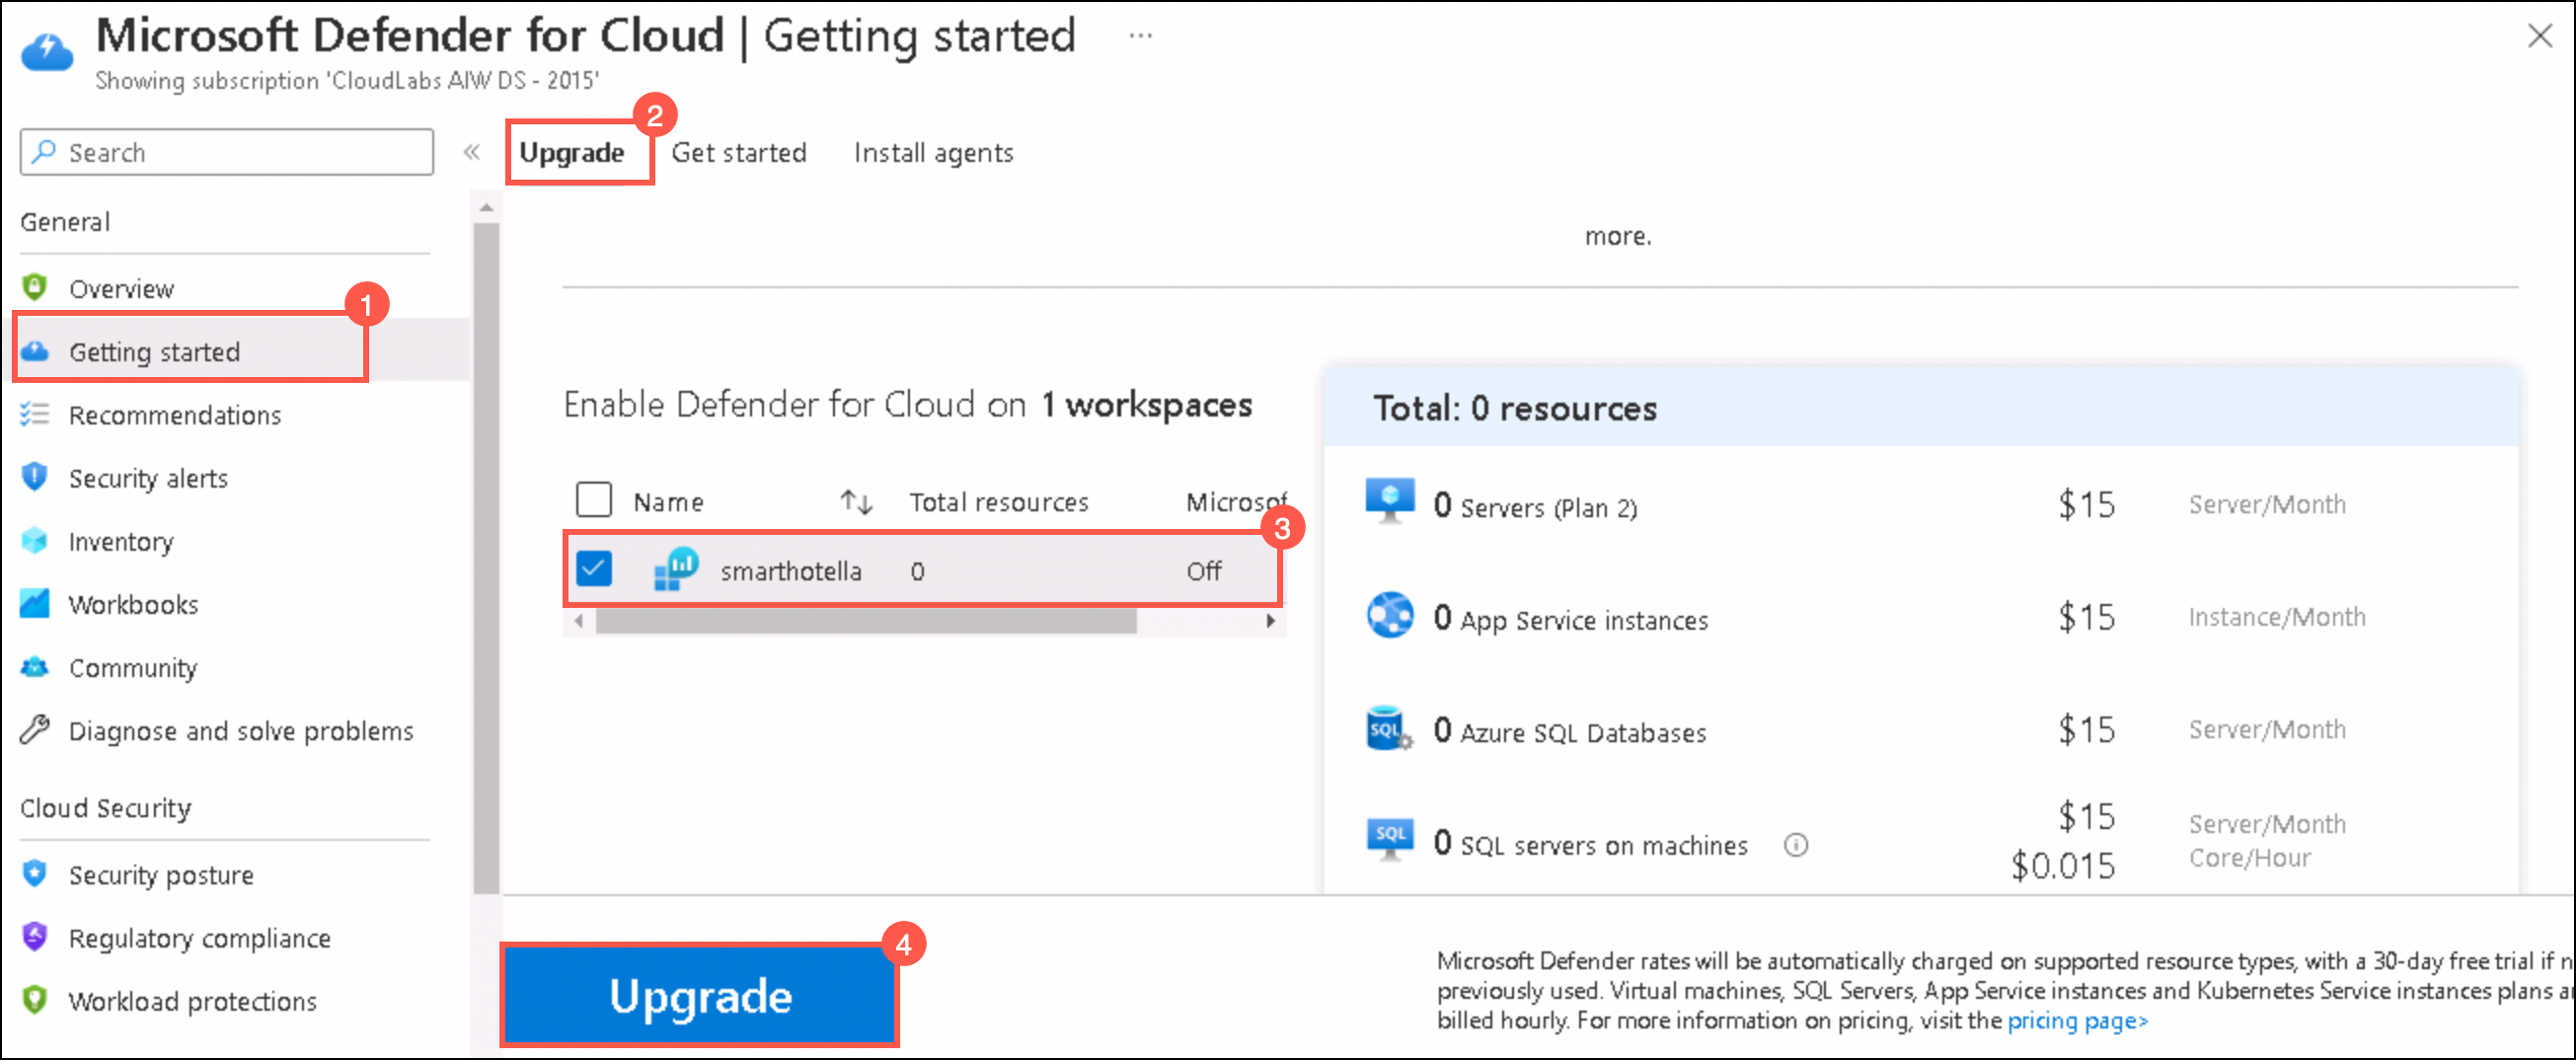 Microsoft Defender for Cloud | Getting started ...
Showing subscription 'CloudLabs AIW DS - 2015'
Search
«
General
Overview
1
Getting started
Recommendations
Security alerts
Inventory
Workbooks
Community
Diagnose and solve problems
Cloud Security
Security posture
Regulatory compliance
Workload protections
2
Upgrade Get started Install agents
more.
Enable Defender for Cloud on 1 workspaces
Name ↑↓ Total resources Microsof
3
smarthotella 0 Off
Total: 0 resources
0 Servers (Plan 2) $15 Server/Month
0 App Service instances $15 Instance/Month
SQL 0 Azure SQL Databases $15 Server/Month
SQL 0 SQL servers on machines $15 Server/Month
$0.015 Core/Hour
4
Upgrade
Microsoft Defender rates will be automatically charged on supported resource types, with a 30-day free trial if n
previously used. Virtual machines, SQL Servers, App Service instances and Kubernetes Service instances plans a
billed hourly. For more information on pricing, visit the pricing page>